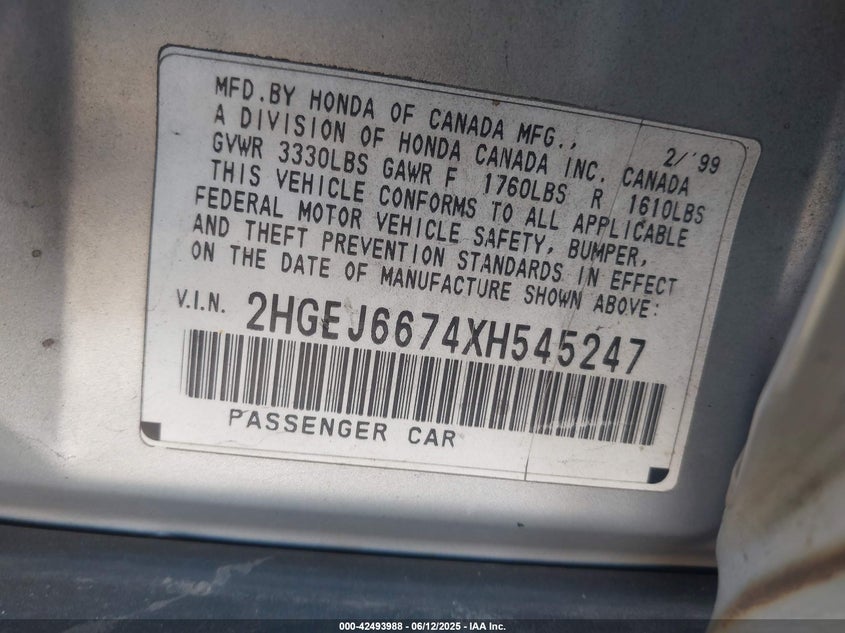 MFD.BY HONDA OF CANADA MFG.,
A DIVISION OF HONDA CANADA INC. CANADA 2/'99
GVWR 3330LBS GAWR F 1760LBS R 1610LBS
THIS VEHICLE CONFORMS TO ALL APPLICABLE
FEDERAL MOTOR VEHICLE SAFETY, BUMPER,
AND THEFT PREVENTION STANDARDS IN EFFECT
ON THE DATE OF MANUFACTURE SHOWN ABOVE:
V.I.N. 2HGEJ6674XH545247
PASSENGER CAR
000-42493988 - 06/12/2025 - IAA Inc.